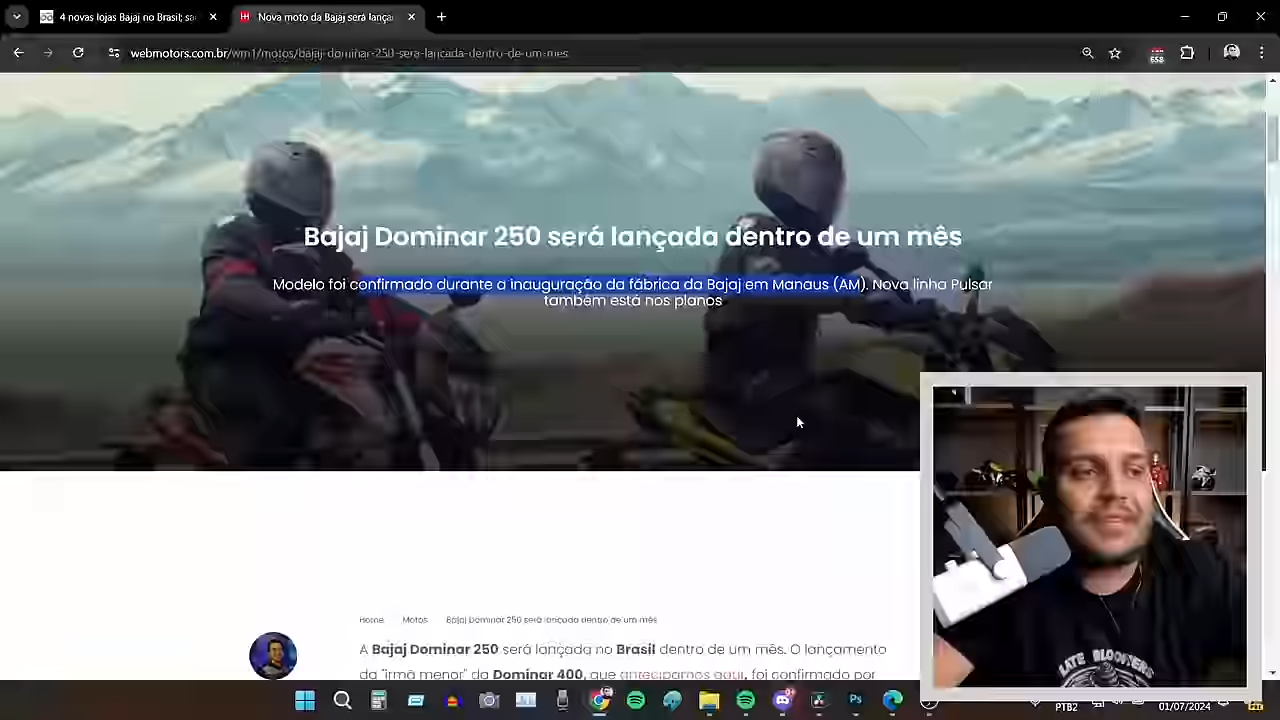 4 novas lojas Bajaj no Brasil; sa
Nova moto da Bajaj será lança
webmotors.com.br/wm1/motos/bajaj-dominar-250-sera-lancada-dentro-de-um-mes
658
Bajaj Dominar 250 será lançada dentro de um mês
Modelo foi confirmado durante a inauguração da fábrica da Bajaj em Manaus (AM). Nova linha Pulsar
também está nos planos
LATE BLOOMERS
Home Motos Bajaj Dominar 250 será lançada dentro de um mês
A Bajaj Dominar 250 será lançada no Brasil dentro de um mês. O lançamento
da "irmã menor" da Dominar 400, que antecipamos aqui, foi confirmado por
PTB2
01/07/2024